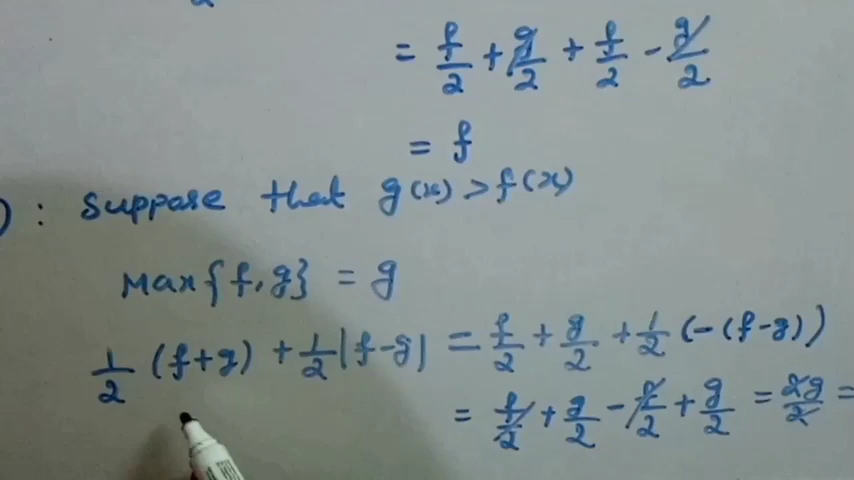 = f/2 + g/2 + f/2 - g/2
= f
) : suppose that g(x) > f(x)
Max{f,g} = g
1/2 (f+g) + 1/2 |f-g| = f/2 + g/2 + 1/2 (-(f-g))
= f/2 + g/2 - f/2 + g/2 = 2g/2 =